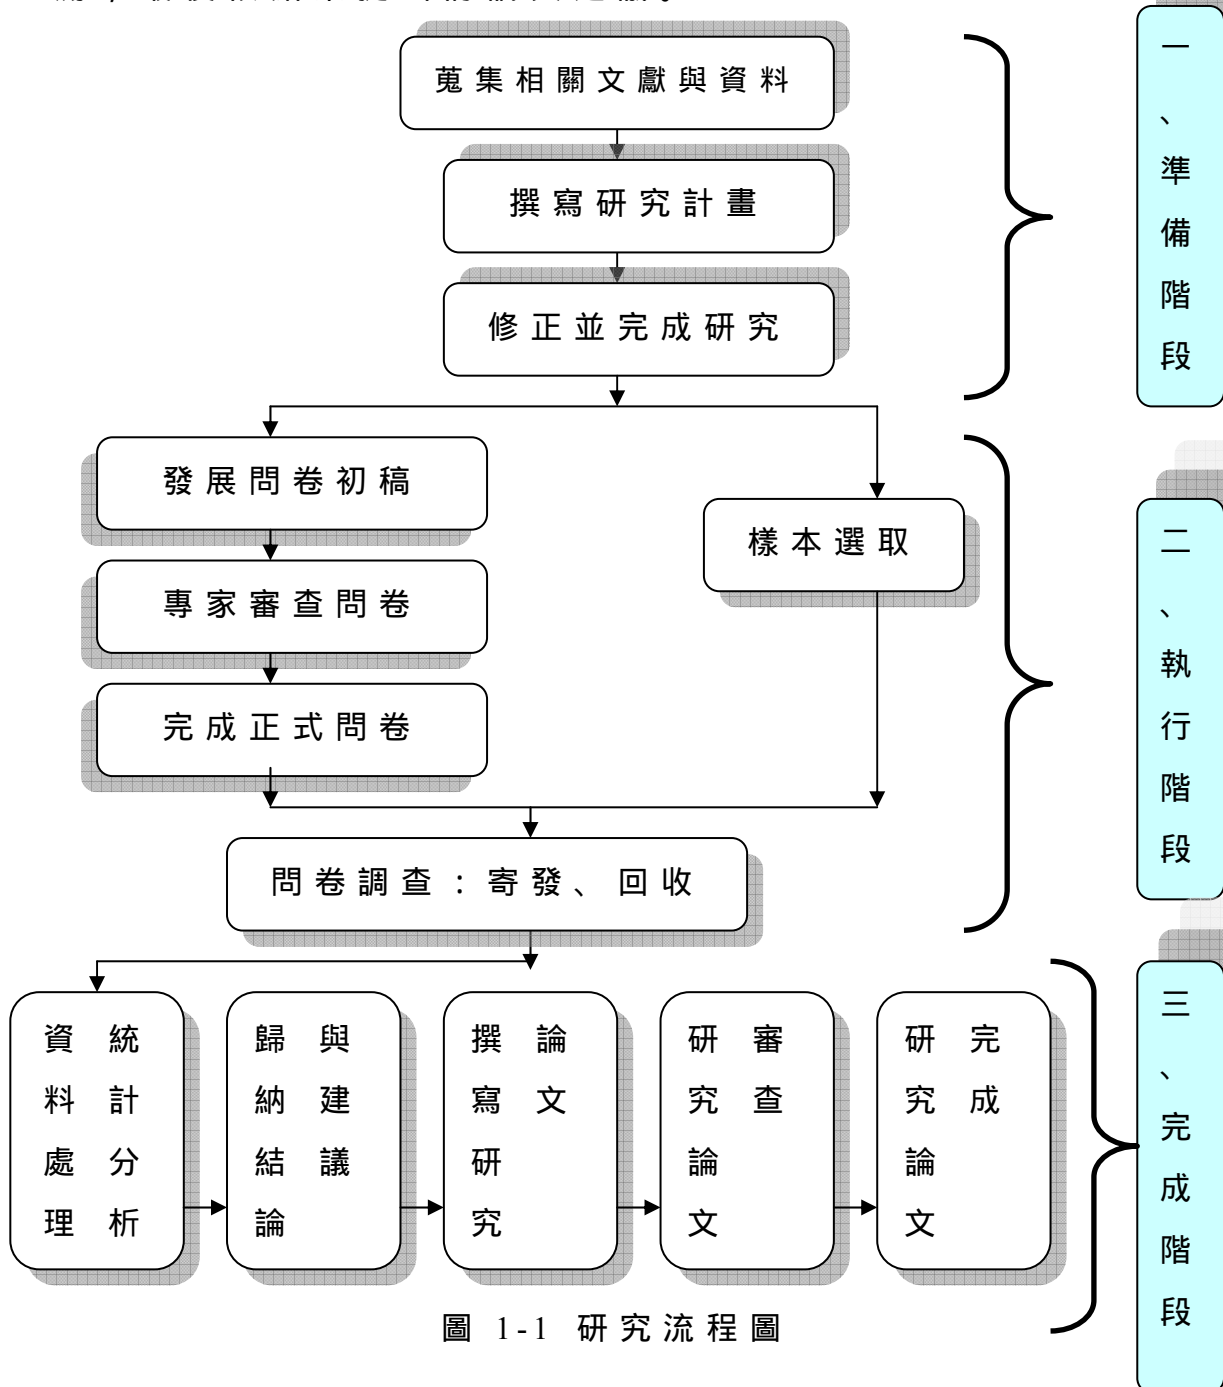 蒐集相關文獻與資料
撰寫研究計畫
修正並完成研究
一、準備階段
發展問卷初稿
樣本選取
專家審查問卷
完成正式問卷
問卷調查：寄發、回收
二、執行階段
資料處理
統計分析
歸納結論
與建議
撰寫研究
論文
研究論文
審查
研究論文
完成
三、完成階段
圖 1-1 研究流程圖